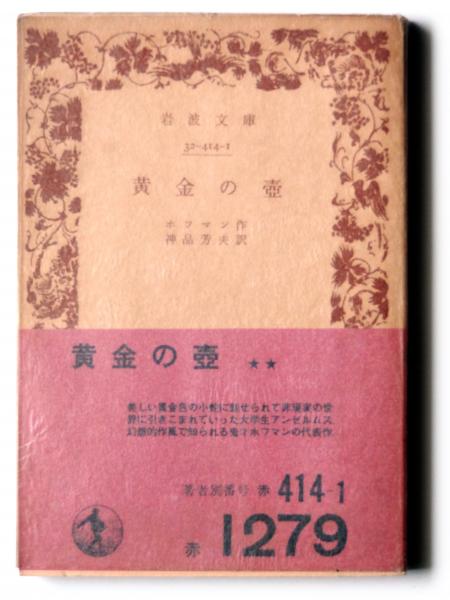 岩波文庫
32-414-1
黄金の壺
ホフマン作
神品芳夫訳
黄金の壺 ★★
美しい黄金色の小蛇に魅せられて非現実の世
界に引きこまれていった大学生アンゼルムス.
幻想的作風で知られる鬼才ホフマンの代表作.
著者別番号 赤 414-1
赤 1279